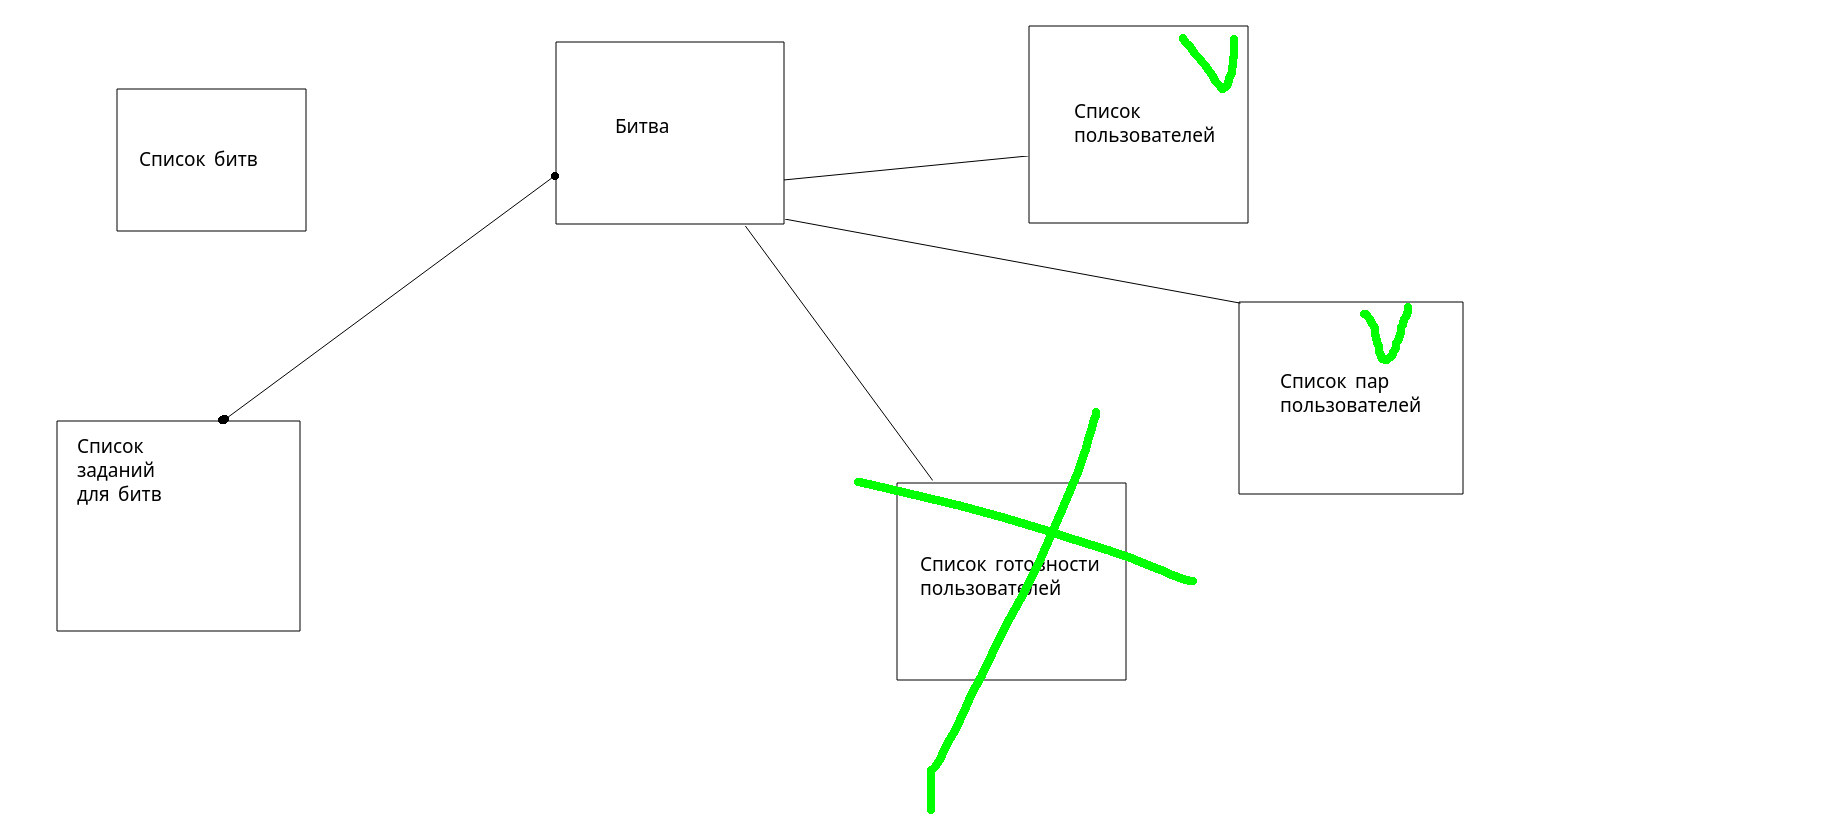 Список битв
Битва
Список
пользователей
Список пар
пользователей
Список
заданий
для битв
Список готовности
пользователей